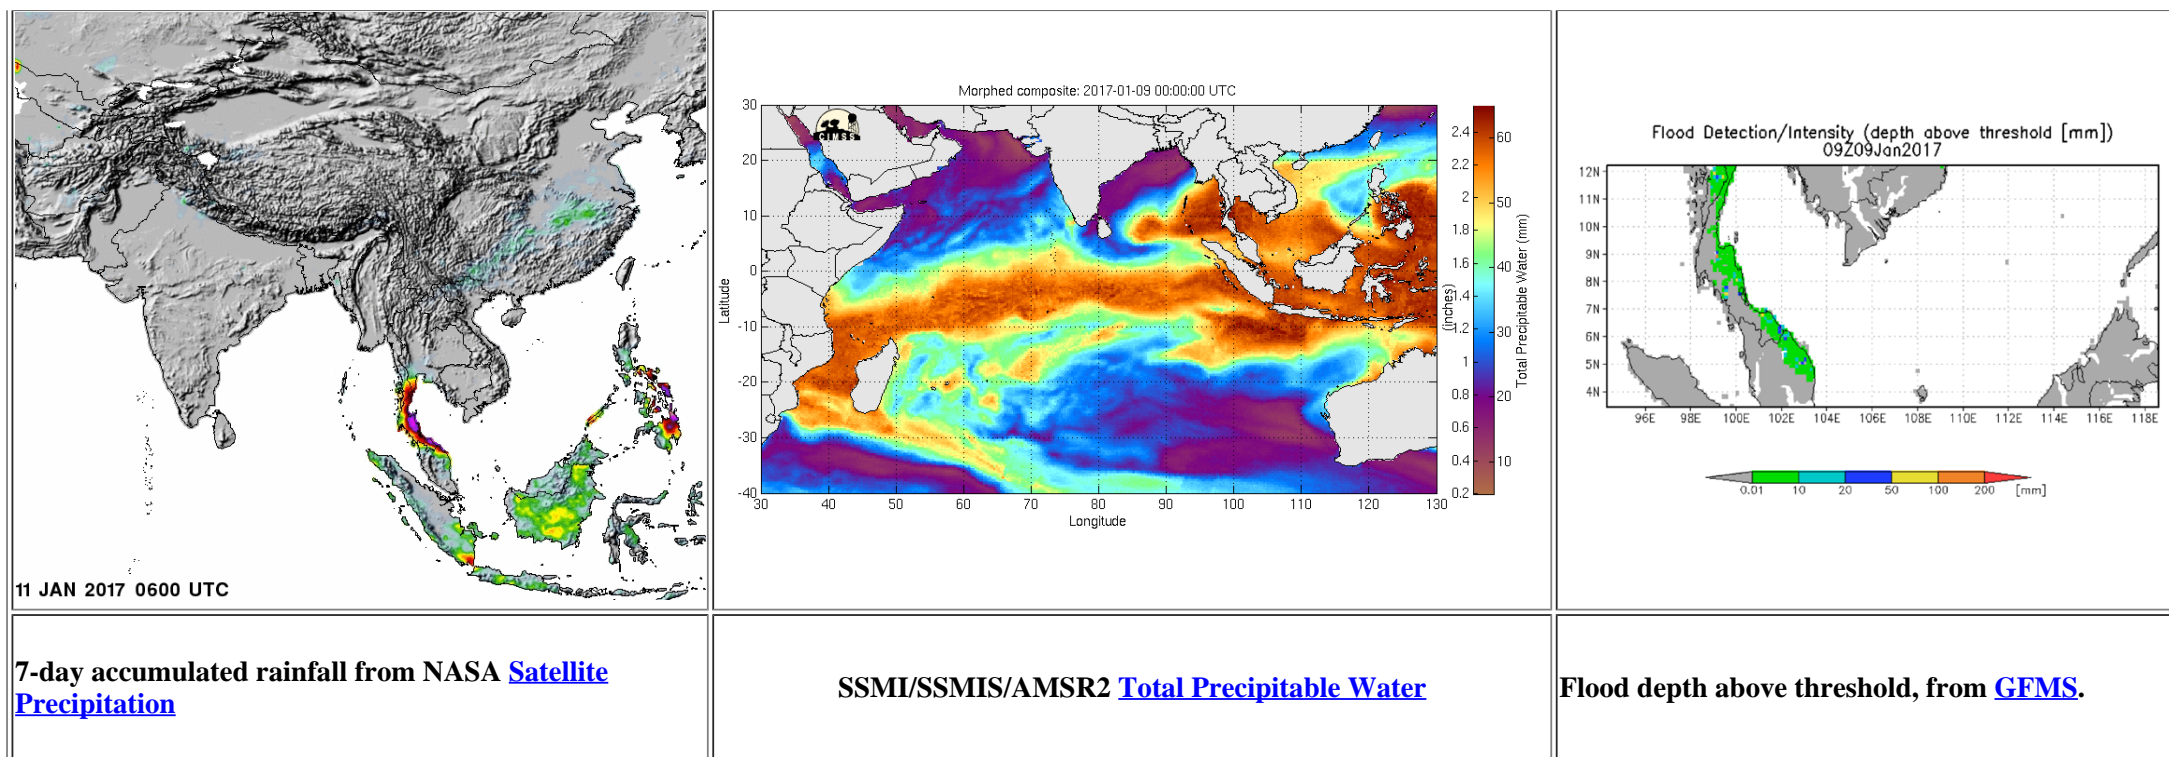 11 JAN 2017 0600 UTC
Morphed composite: 2017-01-09 00:00:00 UTC
CIMSS
30
20
10
0
-10
-20
-30
-40
Latitude
30 40 50 60 70 80 90 100 110 120 130
Longitude
2.4
2.2
2
1.8
1.6
1.4
1.2
1
0.8
0.6
0.4
0.2
(inches)
60
50
40
30
20
10
Total Precipitable Water (mm)
Flood Detection/Intensity (depth above threshold [mm])
09Z09Jan2017
12N
11N
10N
9N
8N
7N
6N
5N
4N
96E 98E 100E 102E 104E 106E 108E 110E 112E 114E 116E 118E
0.01 10 20 50 100 200 [mm]
7-day accumulated rainfall from NASA Satellite
Precipitation
SSMI/SSMIS/AMSR2 Total Precipitable Water
Flood depth above threshold, from GFMS.